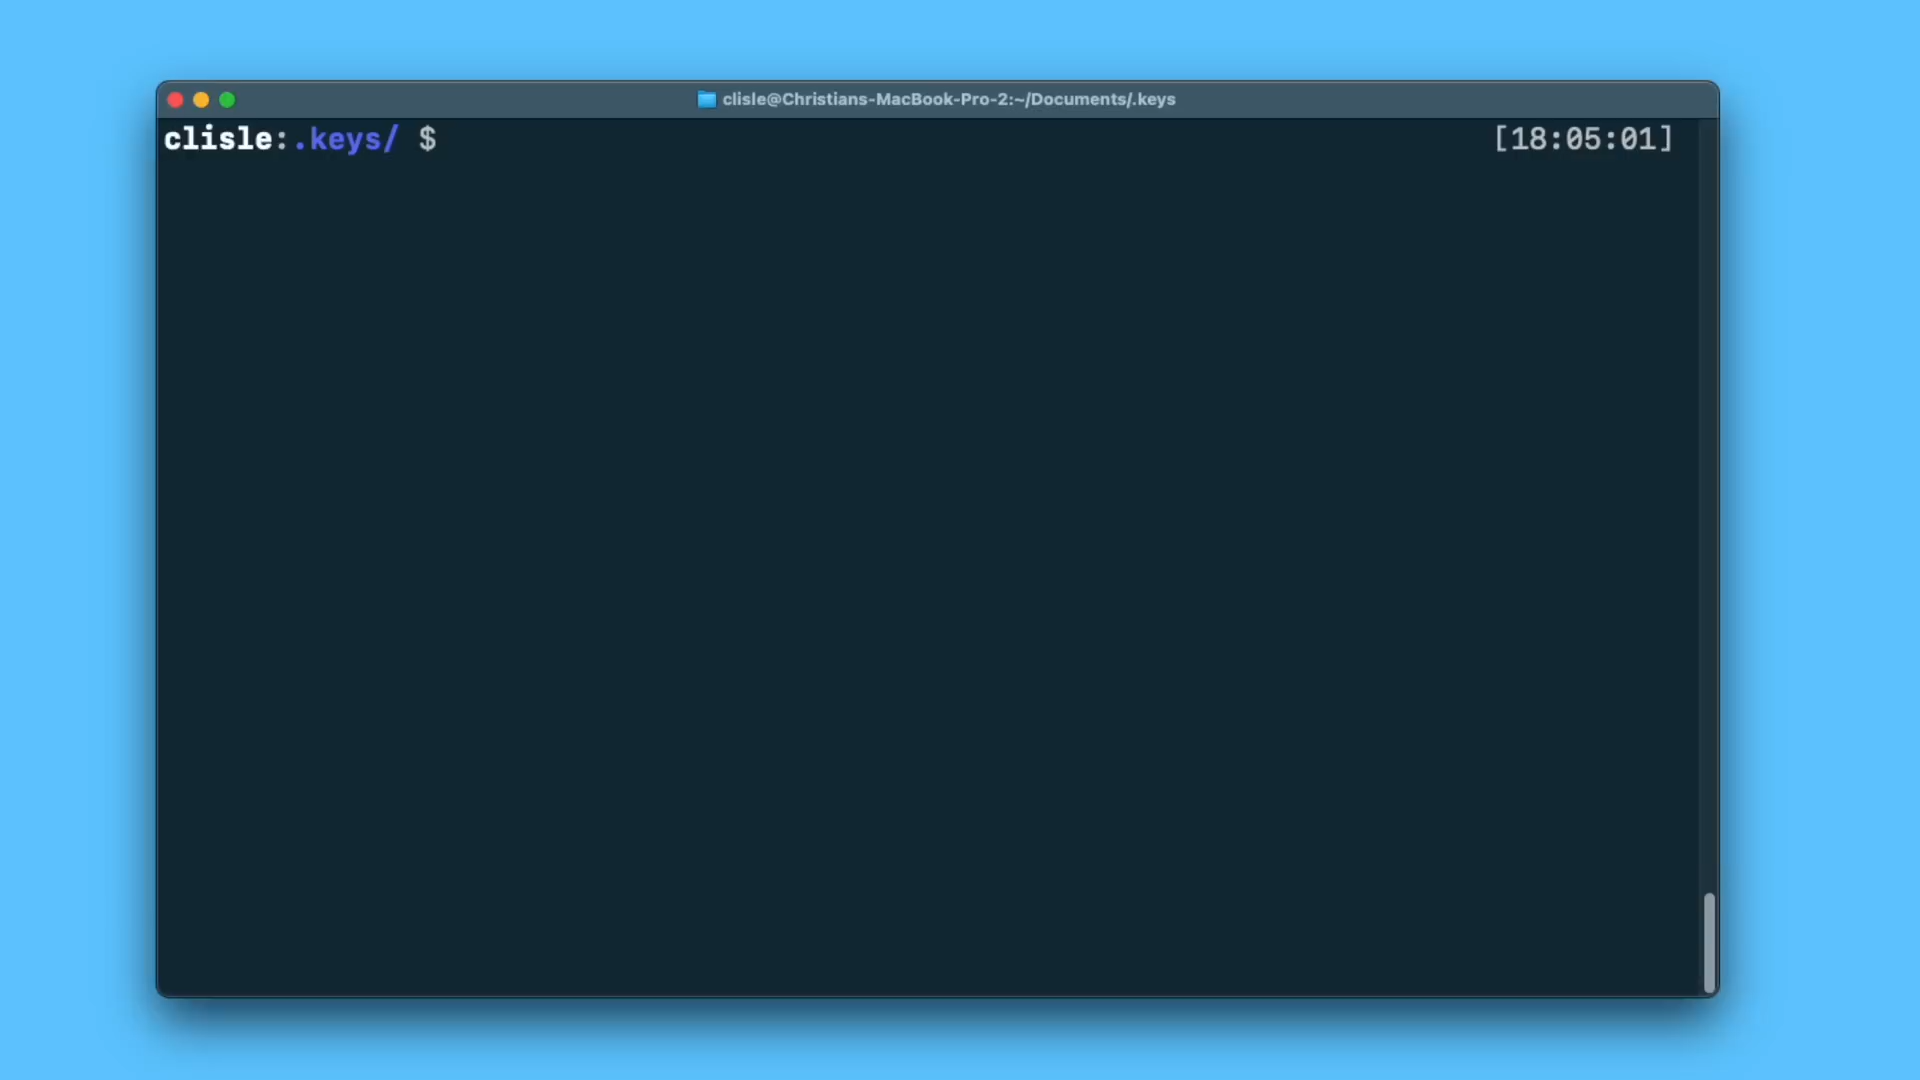 clisle@Christians-MacBook-Pro-2:~/Documents/.keys
clisle:.keys/ $ [18:05:01]